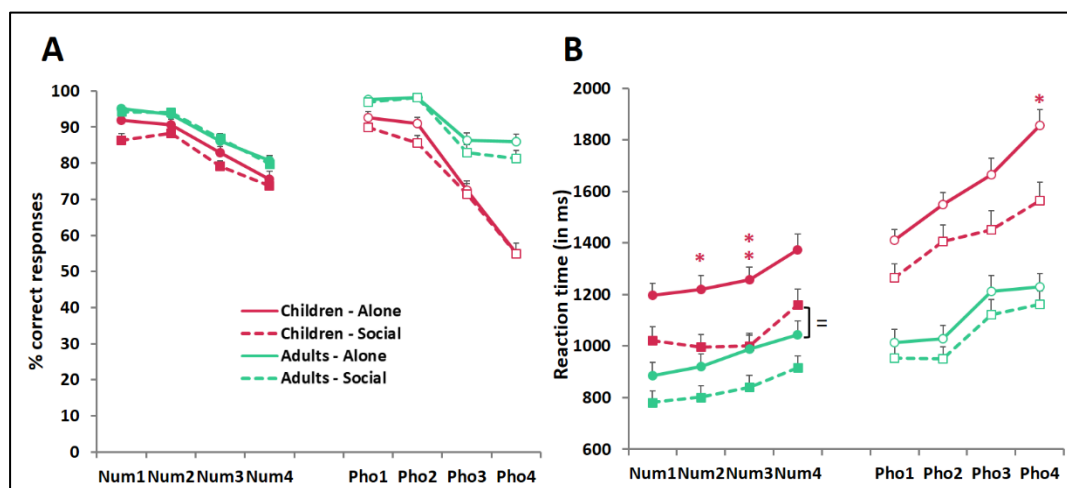 A
% correct responses
100
90
80
70
60
50
40
30
20
10
0
Children - Alone
Children - Social
Adults - Alone
Adults - Social
Num1 Num2 Num3 Num4 Pho1 Pho2 Pho3 Pho4
B
Reaction time (in ms)
2000
1800
1600
1400
1200
1000
800
600
*
*
*
*
=
Num1 Num2 Num3 Num4 Pho1 Pho2 Pho3 Pho4